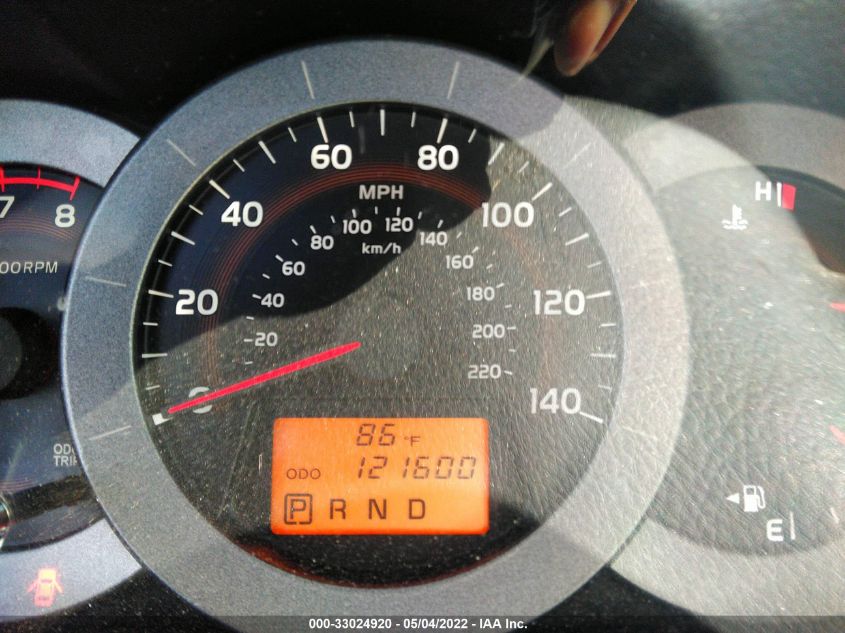 7 8
00RPM
ODO
TRIP
0 20 40 60 80 100 120 140
MPH
km/h
20 40 60 80 100 120 140 160 180 200 220
86 °F
ODO 121600
P R N D
H
E
000-33024920 - 05/04/2022 - IAA Inc.